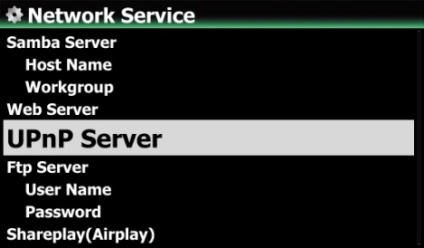 Network Service
Samba Server
Host Name
Workgroup
Web Server
UPnP Server
Ftp Server
User Name
Password
Shareplay(Airplay)